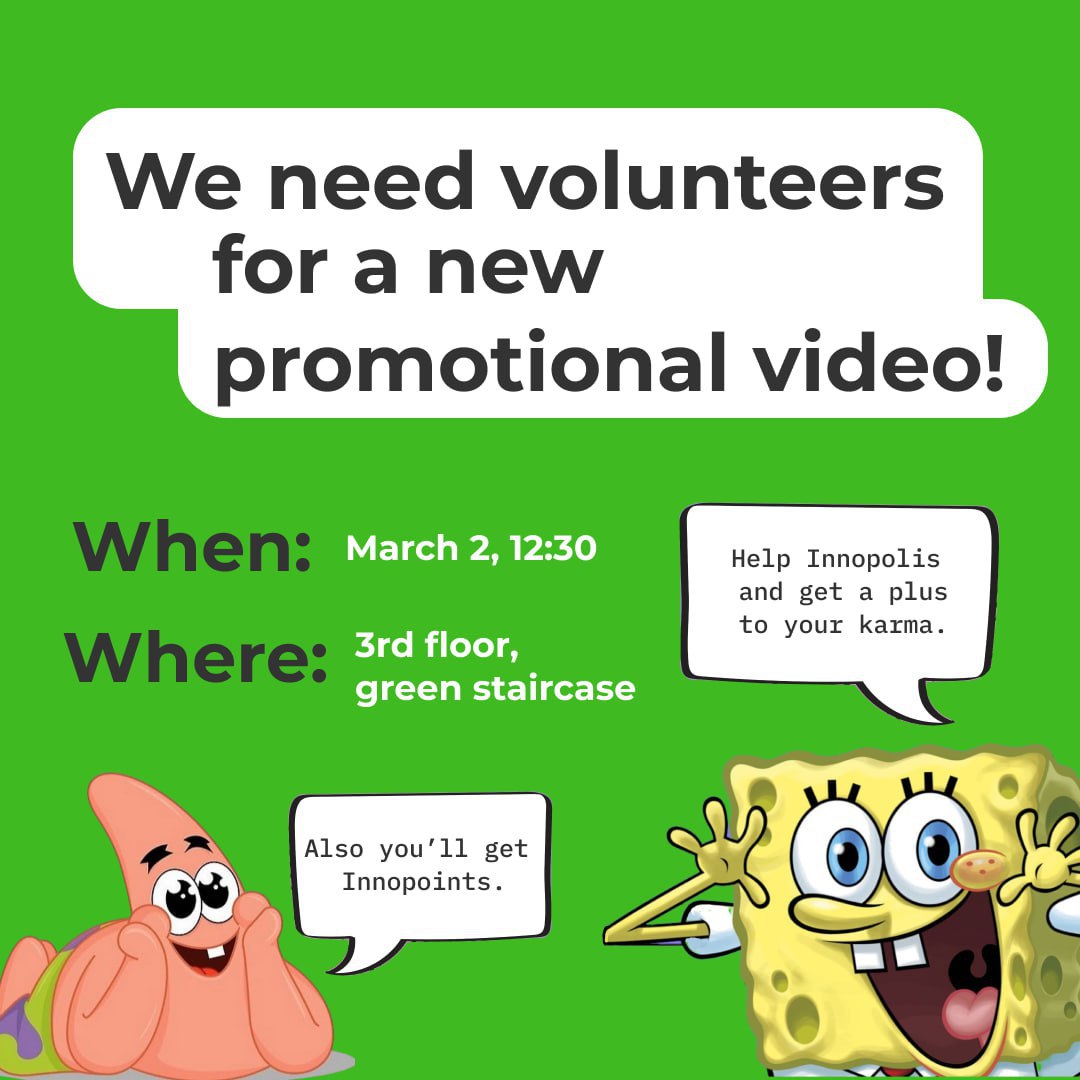 We need volunteers
for a new
promotional video!
When: March 2, 12:30
Where: 3rd floor,
green staircase
Help Innopolis
and get a plus
to your karma.
Also you’ll get
Innopoints.